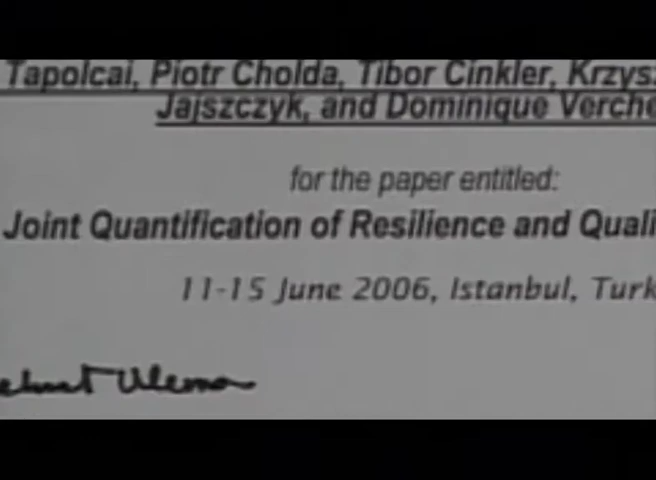 Tapolcai, Piotr Cholda, Tibor Cinkler, Krzys
Jajszczyk, and Dominique Verche
for the paper entitled:
Joint Quantification of Resilience and Quali
11-15 June 2006, Istanbul, Turk